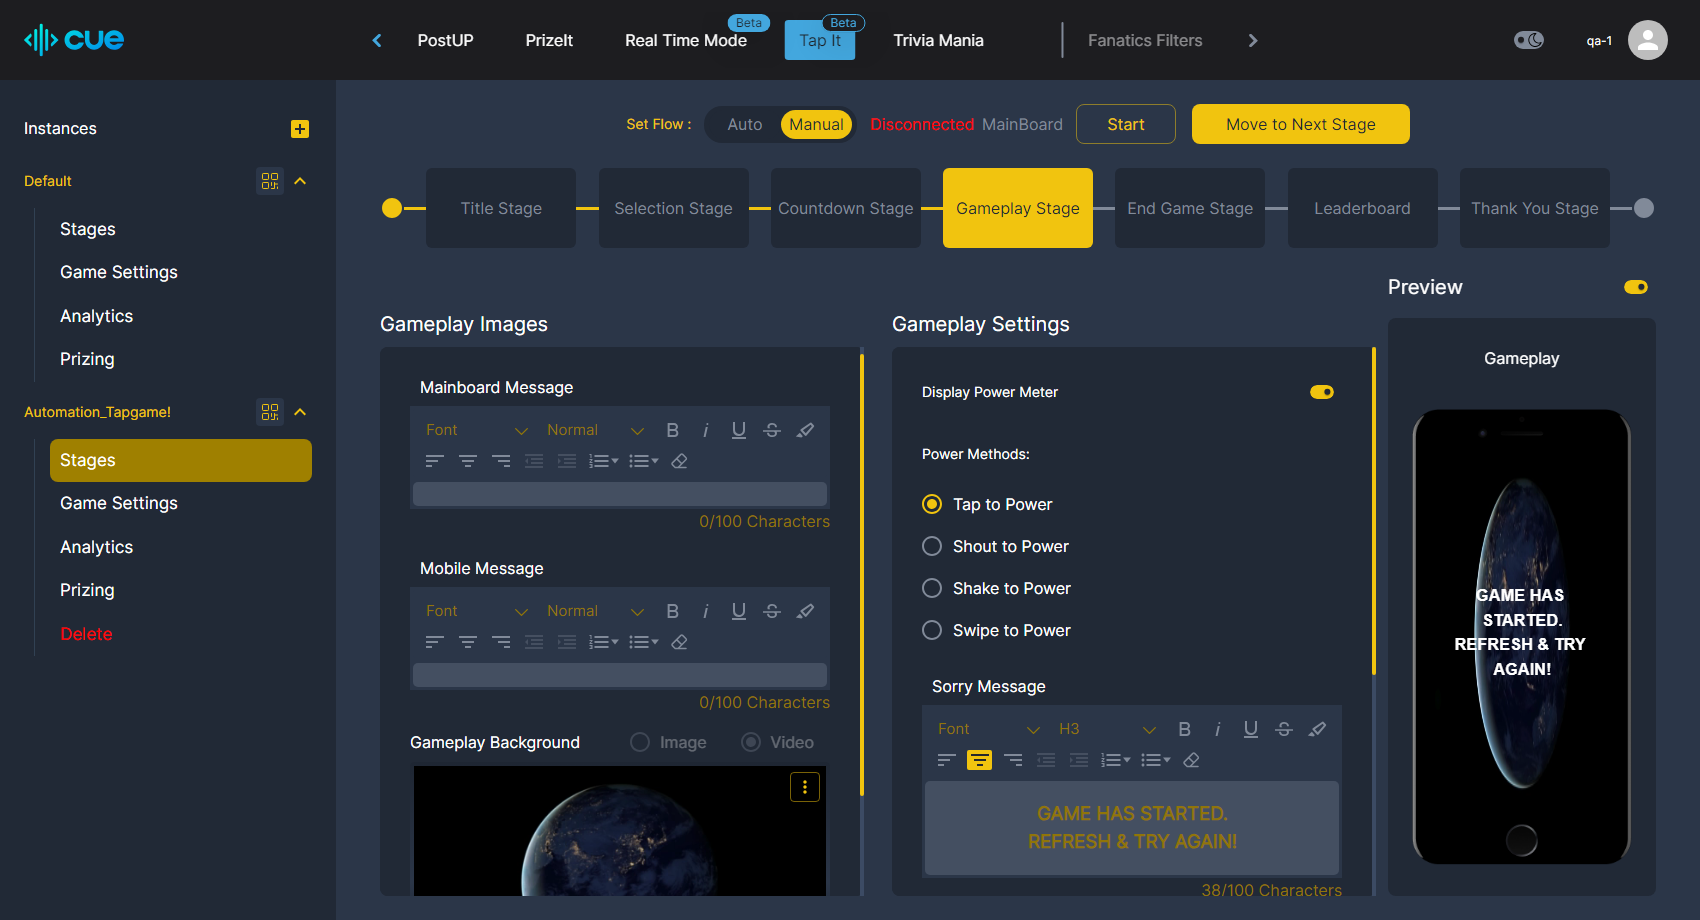 cue
PostUP
PrizeIt
Real Time Mode
Beta
Tap It
Beta
Trivia Mania
Fanatics Filters
qa-1
Instances
Default
Stages
Game Settings
Analytics
Prizing
Automation_Tapgame!
Stages
Game Settings
Analytics
Prizing
Delete
Set Flow :
Auto
Manual
Disconnected MainBoard
Start
Move to Next Stage
Title Stage
Selection Stage
Countdown Stage
Gameplay Stage
End Game Stage
Leaderboard
Thank You Stage
Gameplay Images
Mainboard Message
Font
Normal
B
i
U
S
0/100 Characters
Mobile Message
Font
Normal
B
i
U
S
0/100 Characters
Gameplay Background
Image
Video
Gameplay Settings
Display Power Meter
Power Methods:
Tap to Power
Shout to Power
Shake to Power
Swipe to Power
Sorry Message
Font
H3
B
i
U
S
GAME HAS STARTED.
REFRESH & TRY AGAIN!
38/100 Characters
Preview
Gameplay
GAME HAS
STARTED.
REFRESH & TRY
AGAIN!